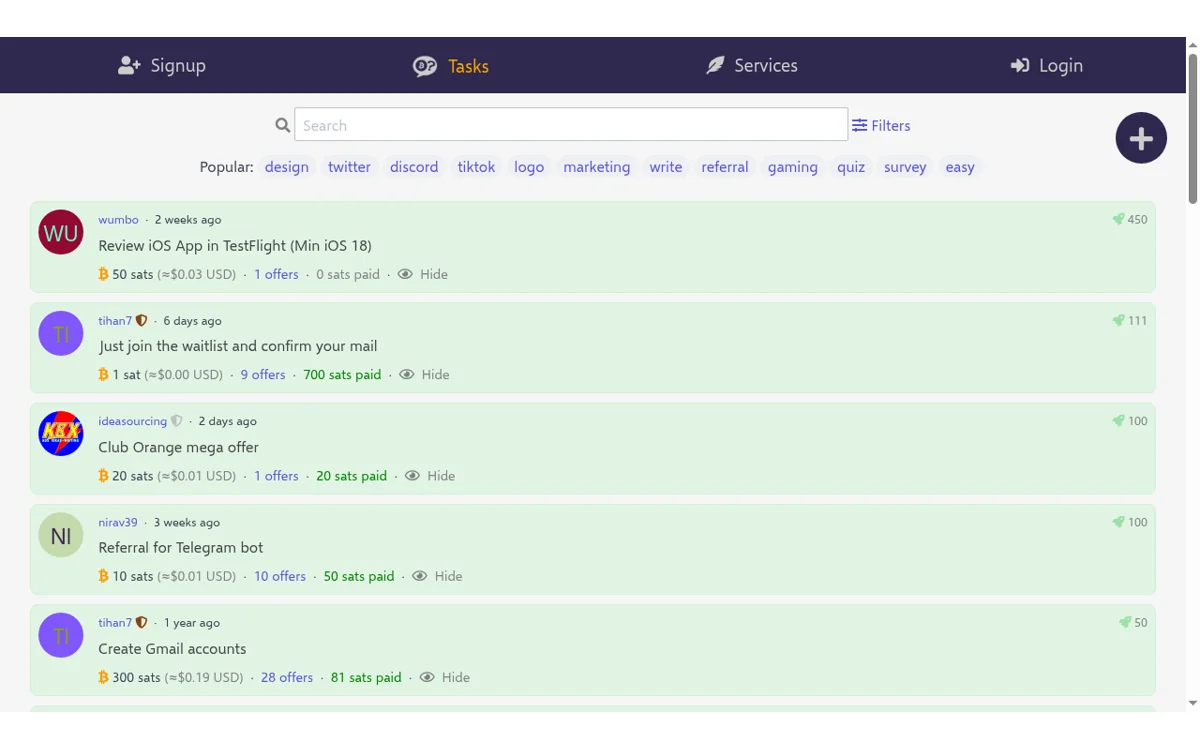 Signup Tasks Services Login
Search Filters
Popular: design twitter discord tiktok logo marketing write referral gaming quiz survey easy
WU wumbo · 2 weeks ago 450
Review iOS App in TestFlight (Min iOS 18)
50 sats (≈$0.03 USD) · 1 offers · 0 sats paid · Hide
TI tihan7 · 6 days ago 111
Just join the waitlist and confirm your mail
1 sat (≈$0.00 USD) · 9 offers · 700 sats paid · Hide
KBX ideasourcing · 2 days ago 100
Club Orange mega offer
20 sats (≈$0.01 USD) · 1 offers · 20 sats paid · Hide
NI nirav39 · 3 weeks ago 100
Referral for Telegram bot
10 sats (≈$0.01 USD) · 10 offers · 50 sats paid · Hide
TI tihan7 · 1 year ago 50
Create Gmail accounts
300 sats (≈$0.19 USD) · 28 offers · 81 sats paid · Hide